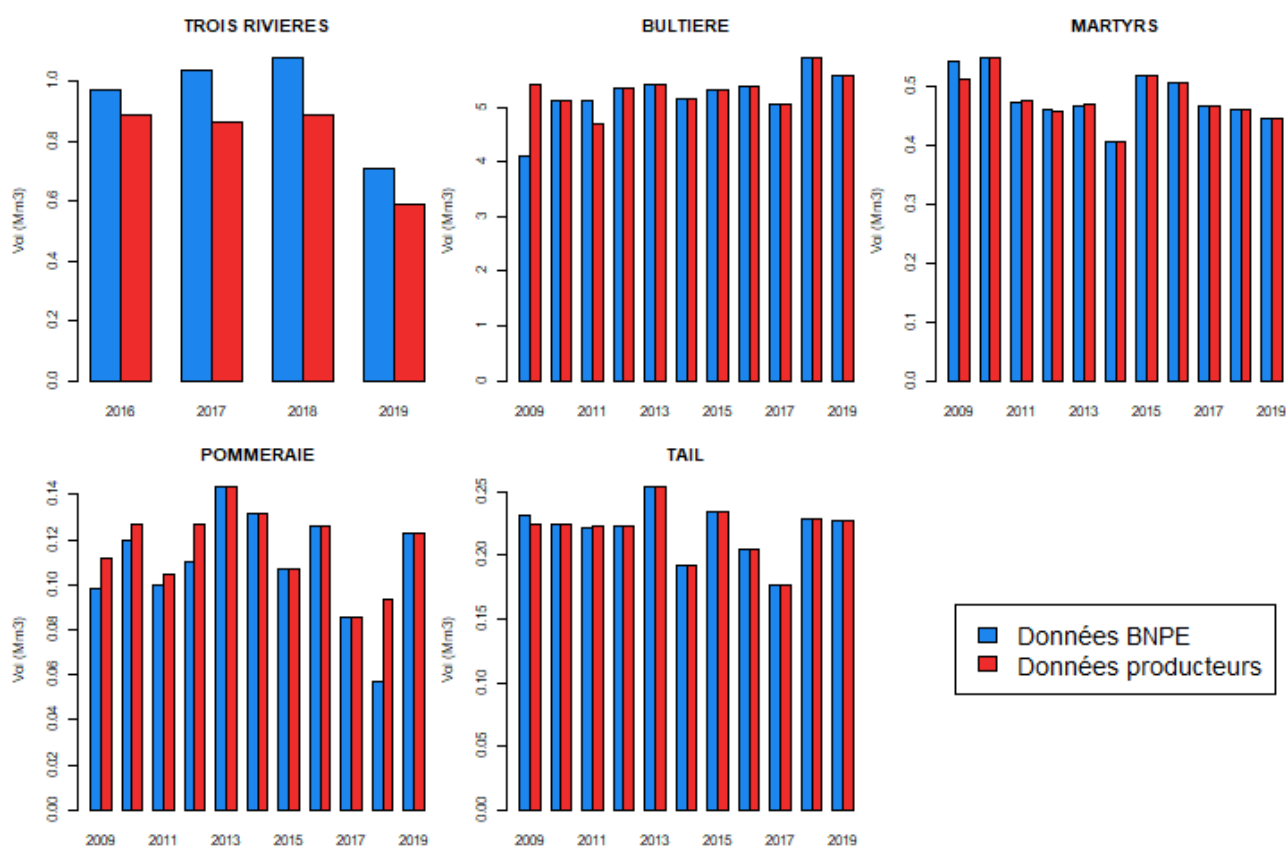 TROIS RIVIERES
Vol (Mm3)
1.0
0.8
0.6
0.4
0.2
0.0
2016 2017 2018 2019
BULTIERE
Vol (Mm3)
5
4
3
2
1
0
2009 2011 2013 2015 2017 2019
MARTYRS
Vol (Mm3)
0.5
0.4
0.3
0.2
0.1
0.0
2009 2011 2013 2015 2017 2019
POMMERAIE
Vol (Mm3)
0.14
0.12
0.10
0.08
0.06
0.04
0.02
0.00
2009 2011 2013 2015 2017 2019
TAIL
Vol (Mm3)
0.25
0.20
0.15
0.10
0.05
0.00
2009 2011 2013 2015 2017 2019
Données BNPE
Données producteurs